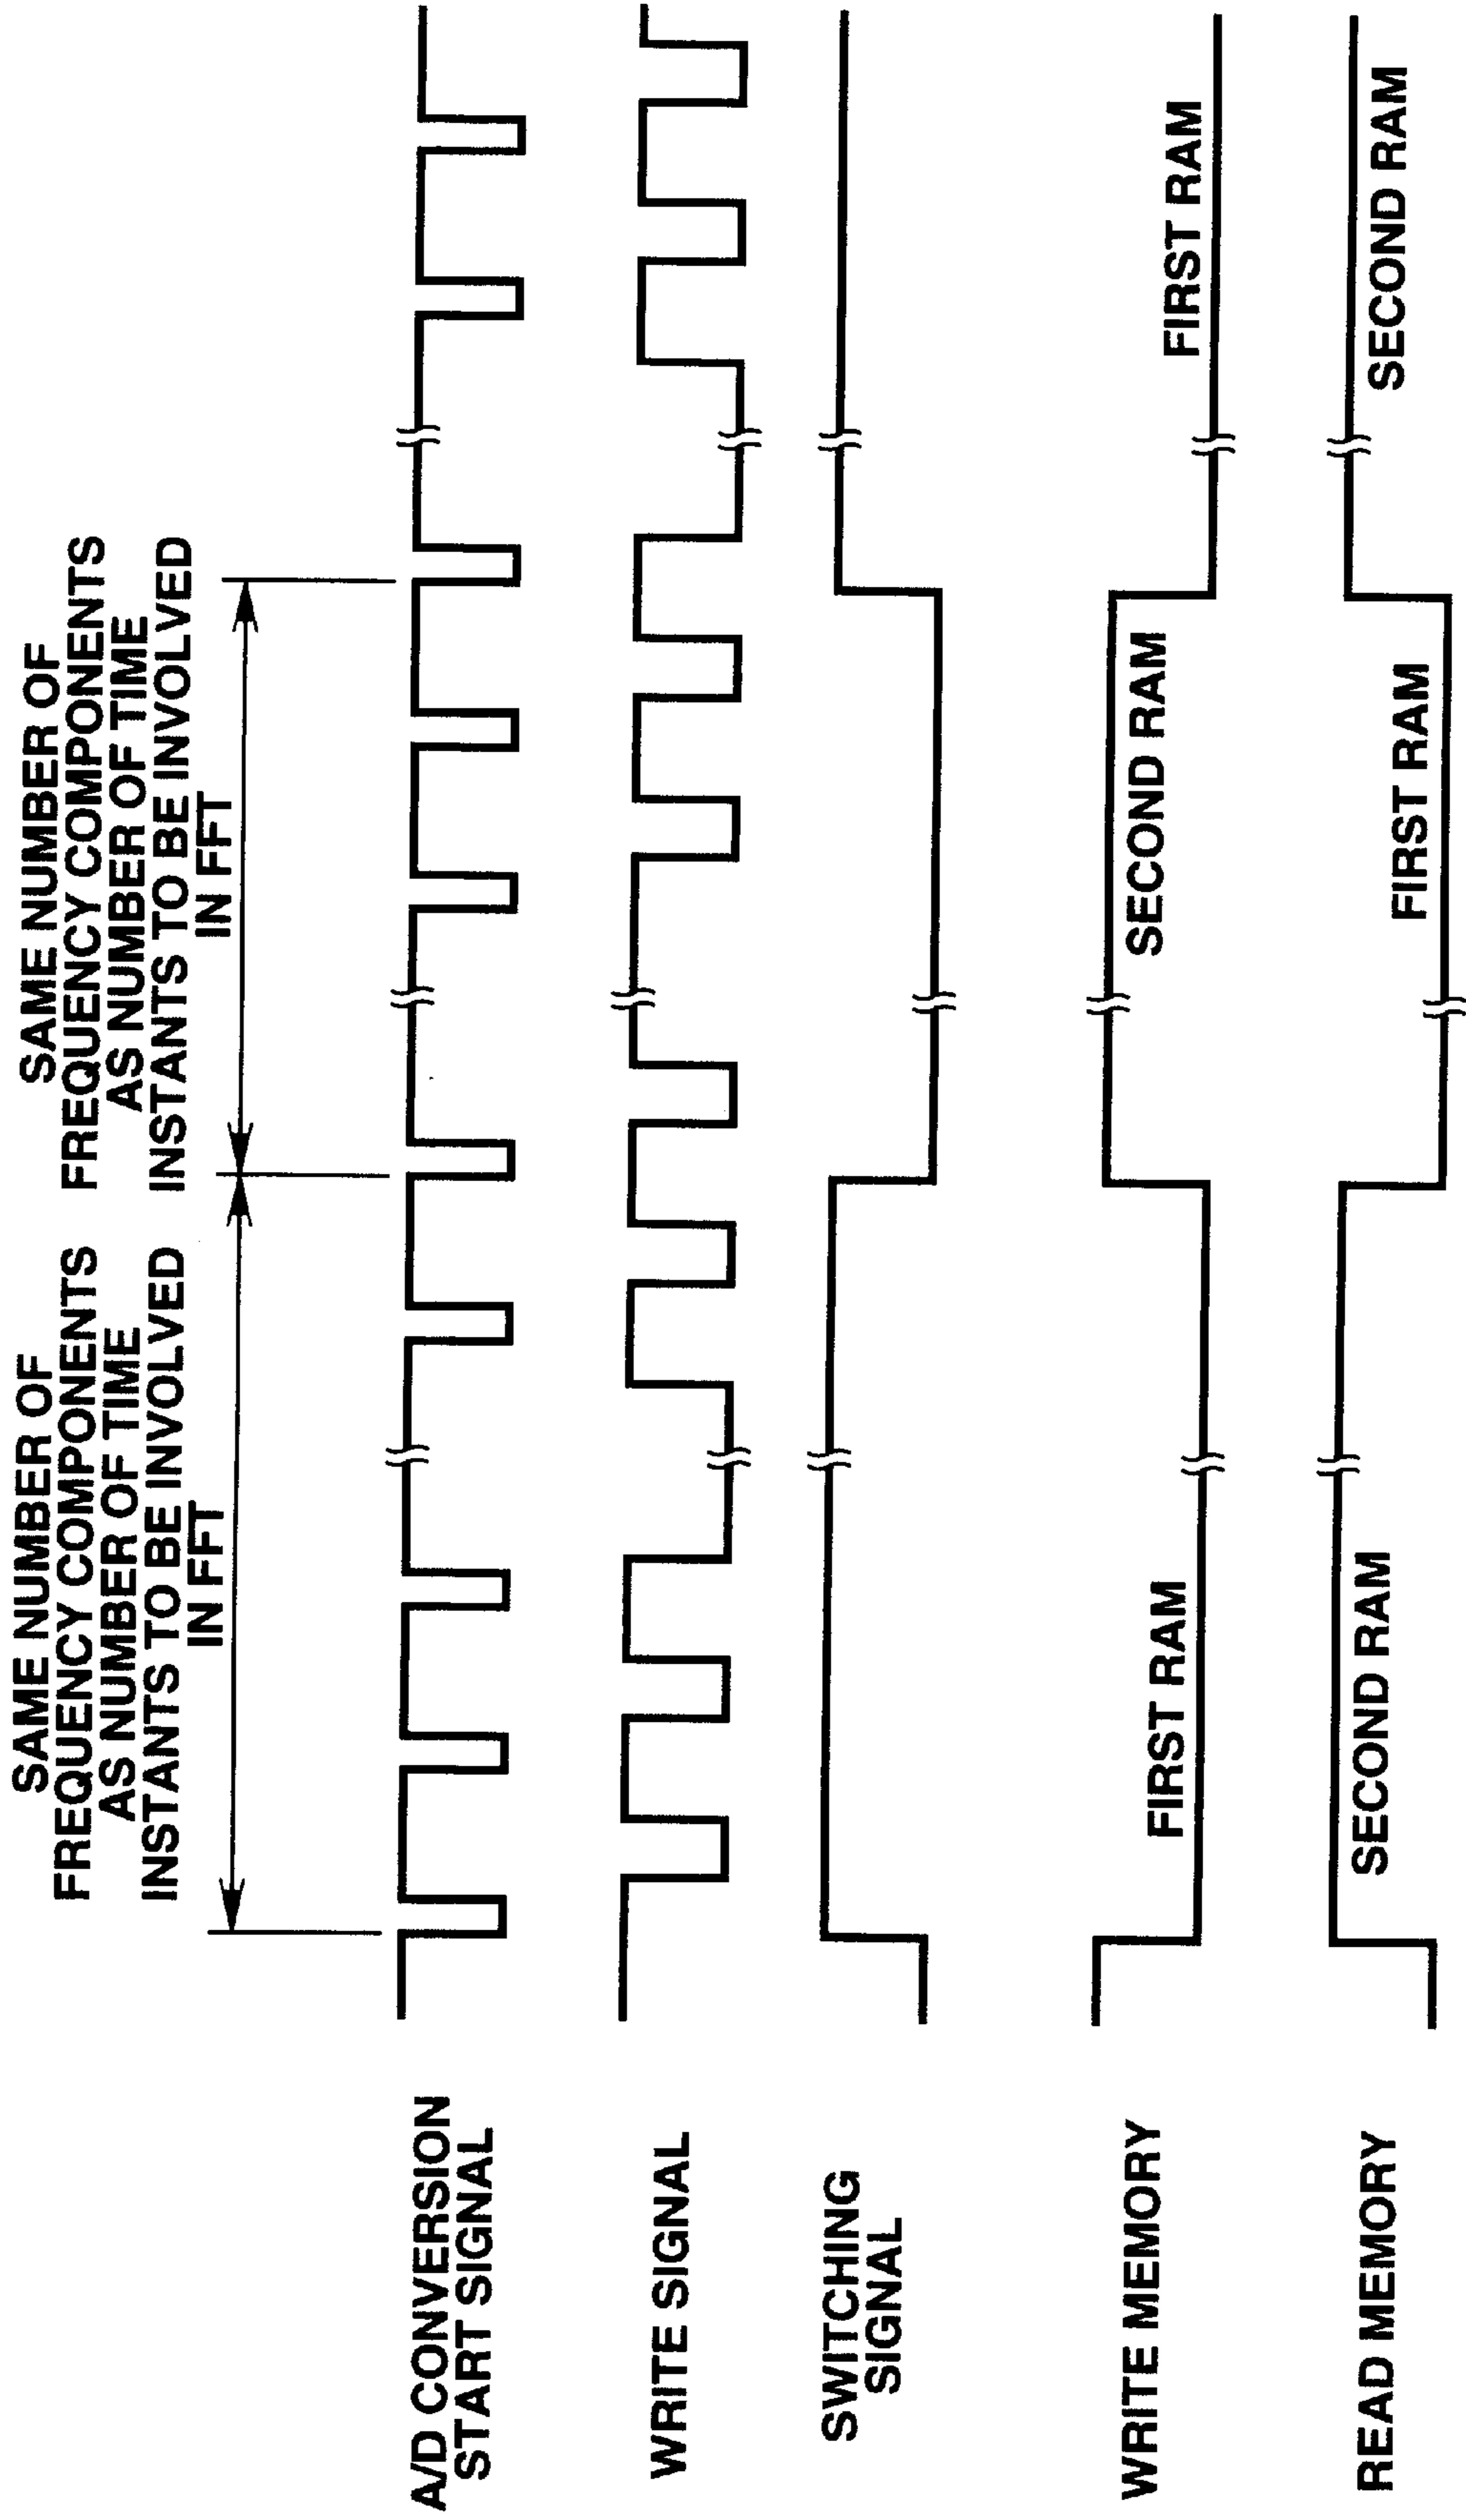 SAME NUMBER OF
FREQUENCY COMPONENTS
AS NUMBER OF TIME
INSTANTS TO BE INVOLVED
IN FFT
SAME NUMBER OF
FREQUENCY COMPONENTS
AS NUMBER OF TIME
INSTANTS TO BE INVOLVED
IN FFT
A/D CONVERSION
START SIGNAL
WRITE SIGNAL
SWITCHING
SIGNAL
WRITE MEMORY
FIRST RAM
SECOND RAM
FIRST RAM
READ MEMORY
SECOND RAM
FIRST RAM
SECOND RAM